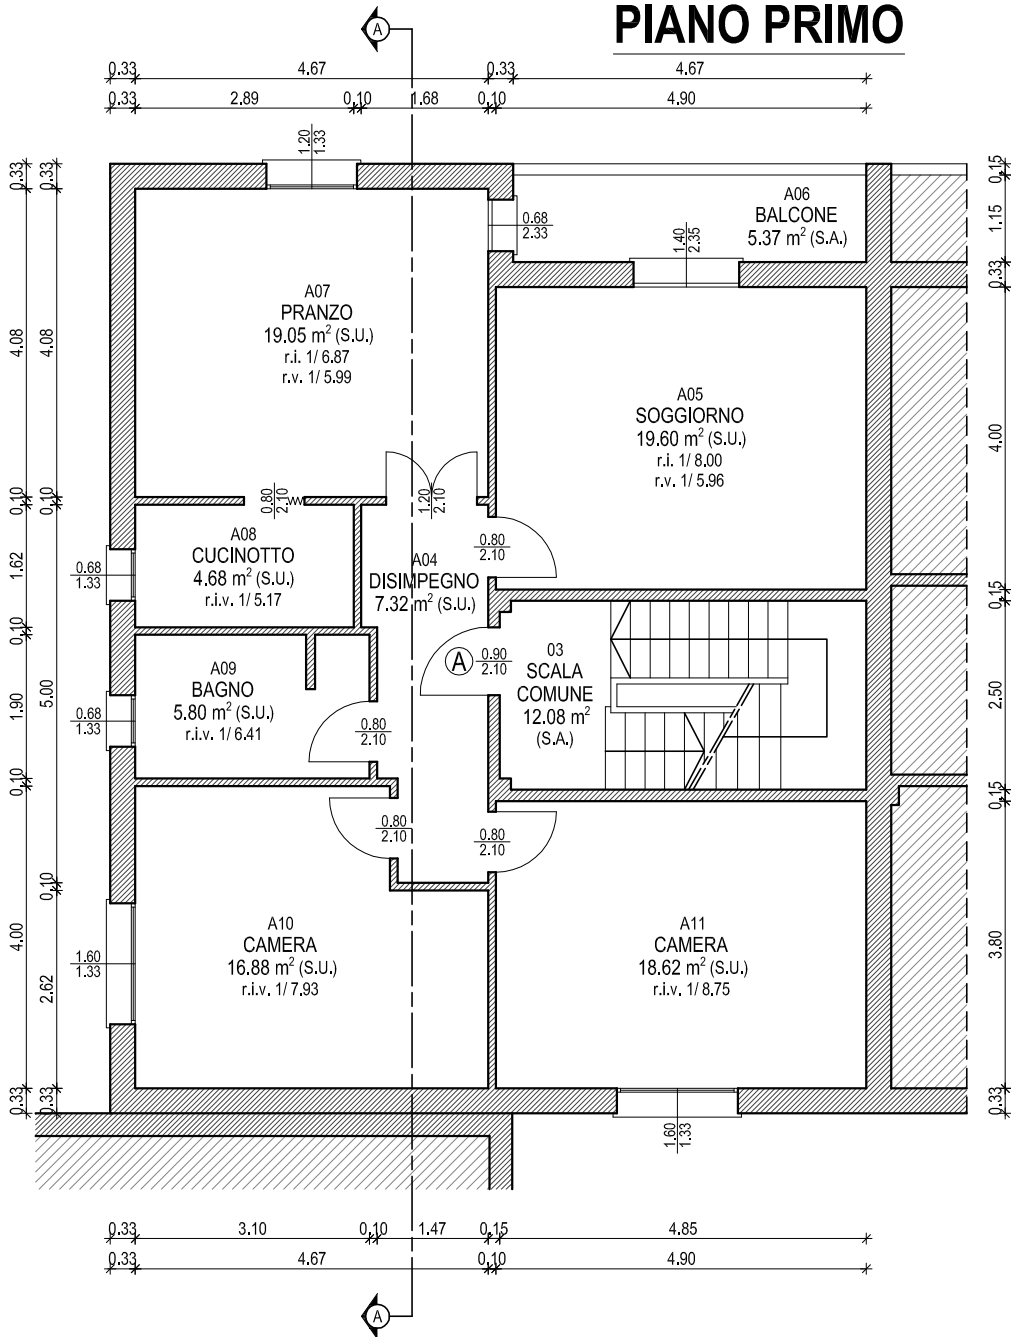 PIANO PRIMO
A
0.33
4.67
0.33
4.67
0.33
2.89
0.10
1.68
0.10
4.90
1.20
1.33
0.33
0.33
0.15
A06
BALCONE
5.37 m² (S.A.)
1.15
0.68
2.33
1.40
2.35
0.33
A07
PRANZO
19.05 m² (S.U.)
r.i. 1/ 6.87
r.v. 1/ 5.99
4.08
4.08
A05
SOGGIORNO
19.60 m² (S.U.)
r.i. 1/ 8.00
r.v. 1/ 5.96
4.00
0.10
0.10
0.80
2.10
1.20
2.10
A08
CUCINOTTO
4.68 m² (S.U.)
r.i.v. 1/ 5.17
0.68
1.33
1.62
A04
DISIMPEGNO
7.32 m² (S.U.)
0.80
2.10
0.15
0.10
5.00
A
0.90
2.10
03
SCALA
COMUNE
12.08 m²
(S.A.)
2.50
A09
BAGNO
5.80 m² (S.U.)
r.i.v. 1/ 6.41
1.90
0.68
1.33
0.80
2.10
0.10
0.15
0.80
2.10
0.80
2.10
0.10
A10
CAMERA
16.88 m² (S.U.)
r.i.v. 1/ 7.93
4.00
2.62
1.60
1.33
A11
CAMERA
18.62 m² (S.U.)
r.i.v. 1/ 8.75
3.80
0.33
0.33
0.33
1.60
1.33
0.33
3.10
0.10
1.47
0.15
4.85
0.33
4.67
0.10
4.90
A